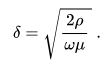 δ = √(2ρ/ωμ) .